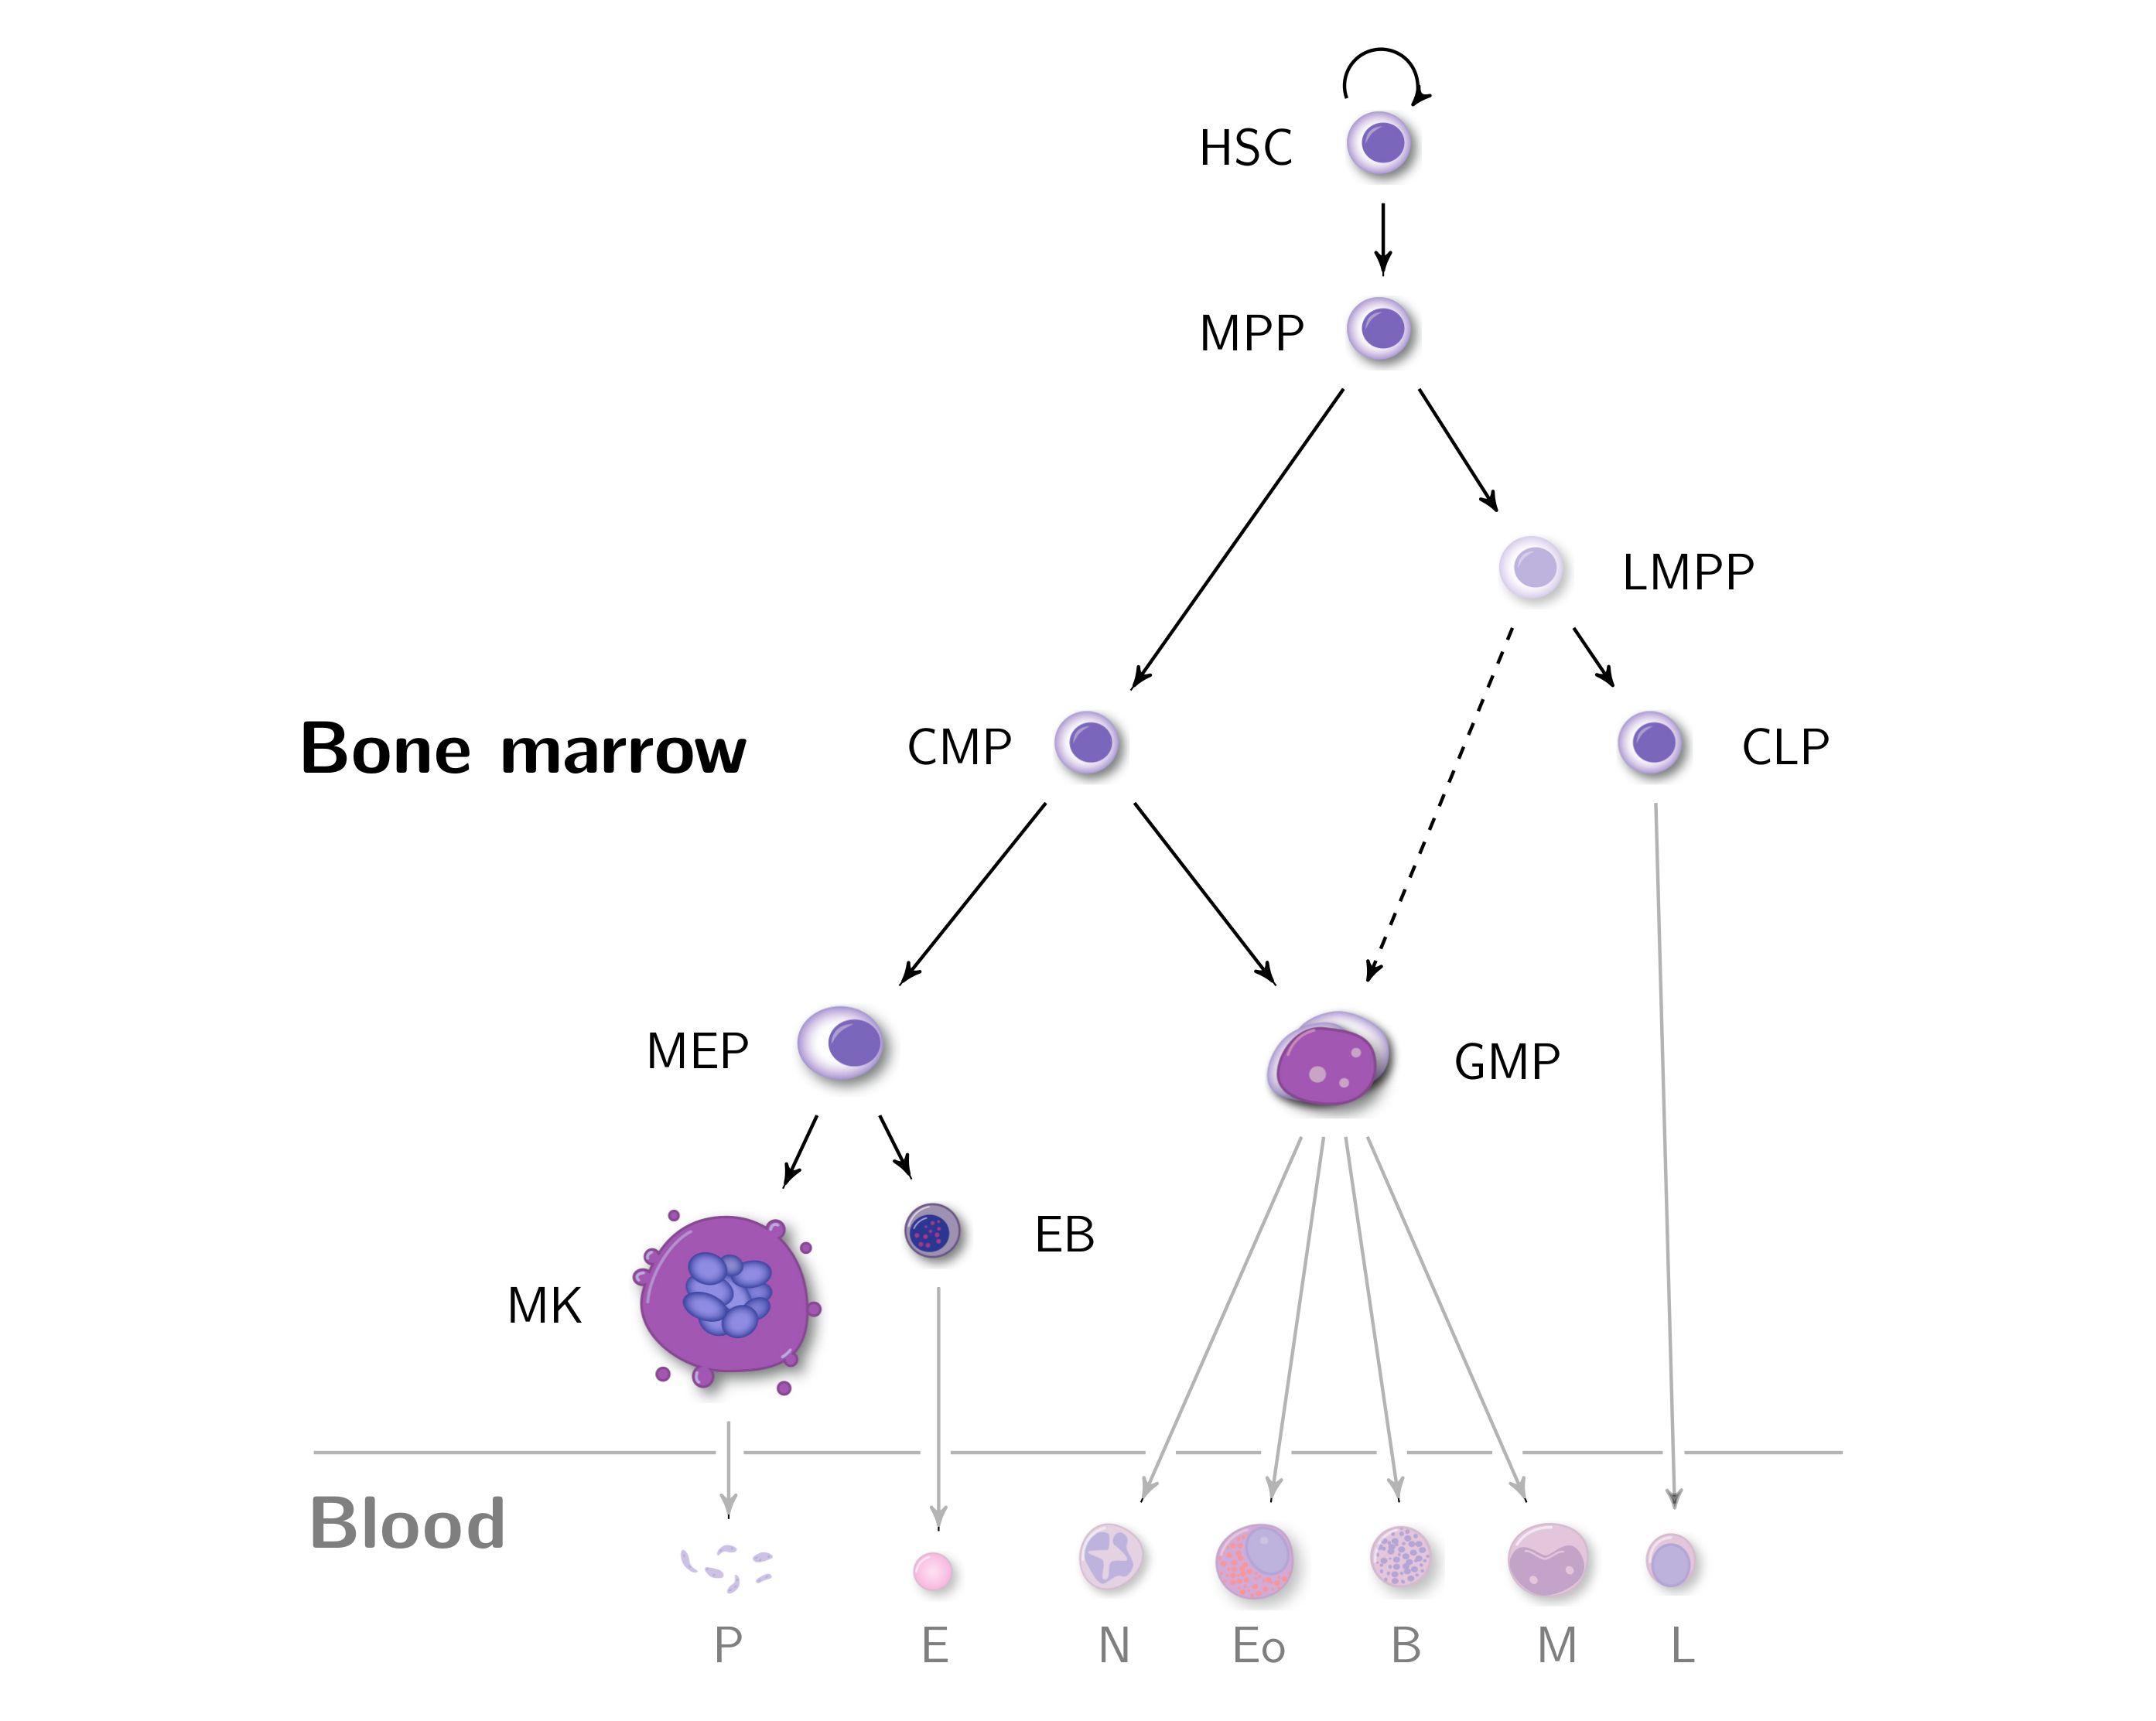 HSC
MPP
LMPP
Bone marrow
CMP
CLP
MEP
GMP
EB
MK
Blood
P
E
N
Eo
B
M
L